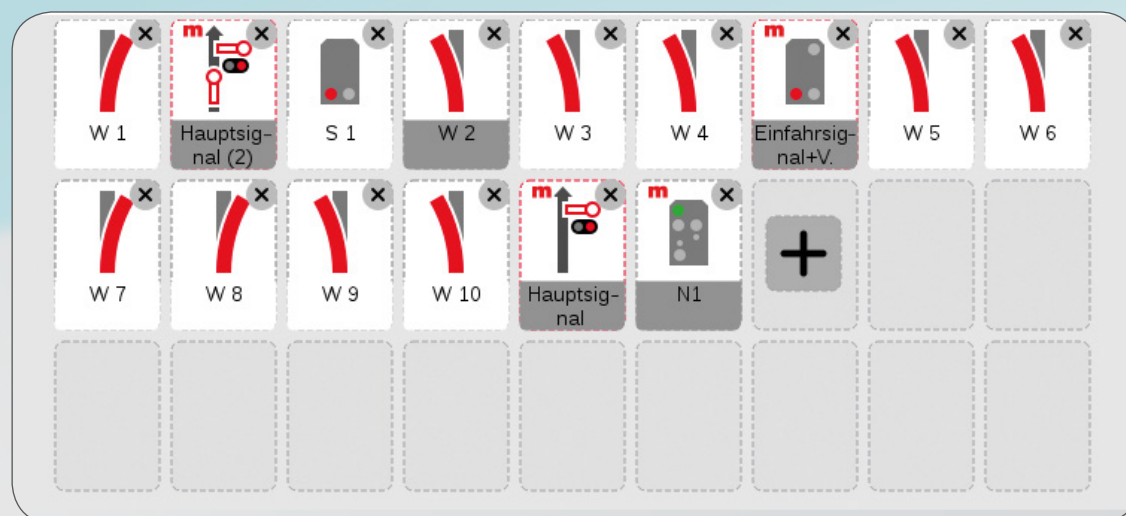 m
m
W 1
Hauptsig-
nal (2)
S 1
W 2
W 3
W 4
Einfahrsig-
nal+V.
W 5
W 6
m
m
W 7
W 8
W 9
W 10
Hauptsig-
nal
N1